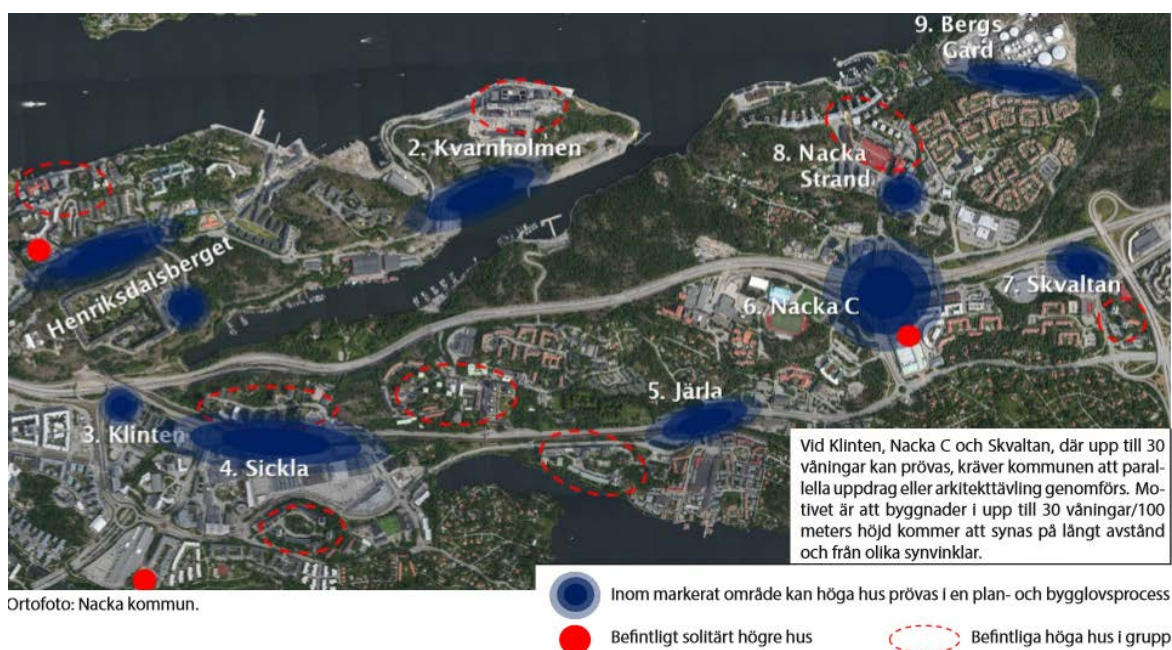 9. Bergs
Gård
2. Kvarnholmen
8. Nacka
Strand
1. Henriksdalsberget
7. Skvaltan
6. Nacka C
5. Järla
3. Klinten
4. Sickla
Vid Klinten, Nacka C och Skvaltan, där upp till 30
våningar kan prövas, kräver kommunen att paral-
lella uppdrag eller arkitekttävling genomförs. Mo-
tivet är att byggnader i upp till 30 våningar/100
meters höjd kommer att synas på långt avstånd
och från olika synvinklar.
Ortofoto: Nacka kommun.
Inom markerat område kan höga hus prövas i en plan- och bygglovsprocess
Befintligt solitärt högre hus
Befintliga höga hus i grupp